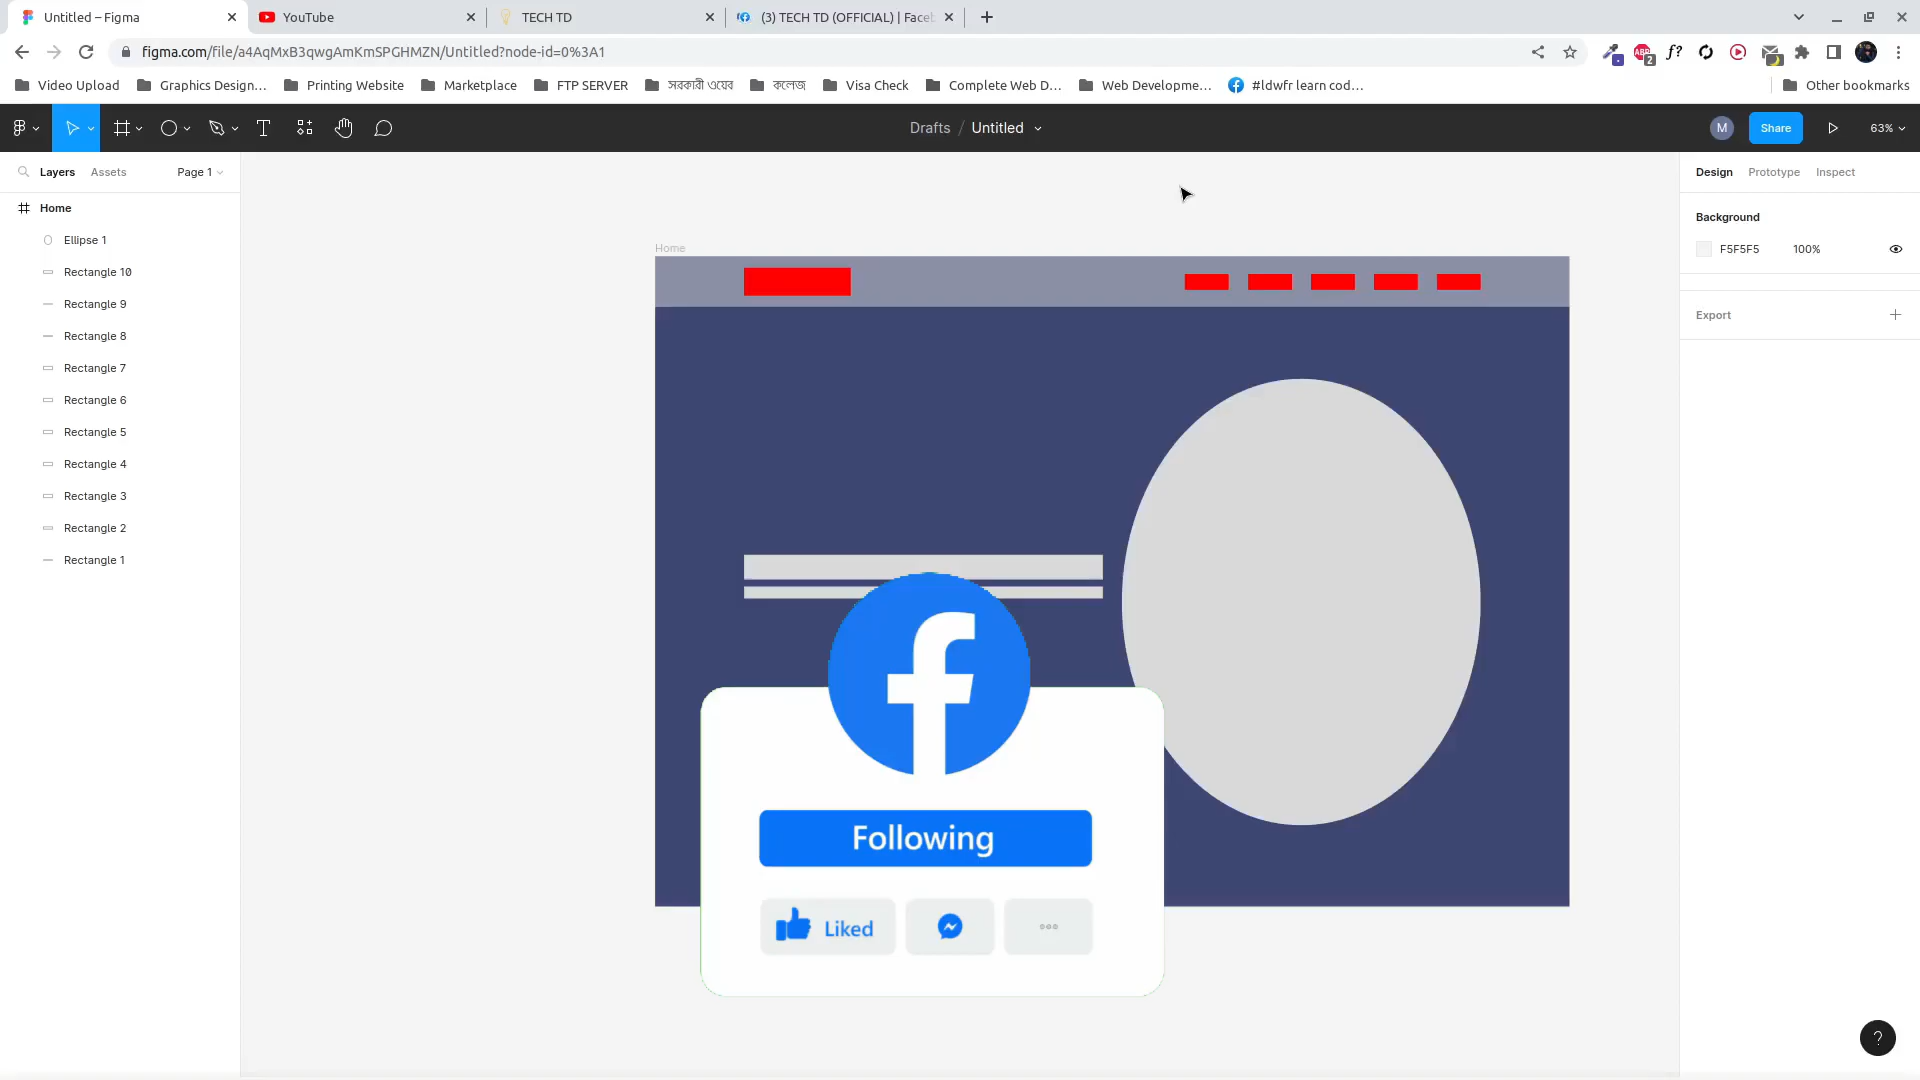 Untitled – Figma
YouTube
TECH TD
(3) TECH TD (OFFICIAL) | Faceb
figma.com/file/a4AqMxB3qwgAmKmSPGHMZN/Untitled?node-id=0%3A1
ABP
2
f?
Video Upload
Graphics Design...
Printing Website
Marketplace
FTP SERVER
সরকারী ওয়েব
কলেজ
Visa Check
Complete Web D...
Web Developme...
#ldwfr learn cod...
Other bookmarks
Drafts / Untitled
M
Share
63%
Layers
Assets
Page 1
Design
Prototype
Inspect
Home
Ellipse 1
Rectangle 10
Rectangle 9
Rectangle 8
Rectangle 7
Rectangle 6
Rectangle 5
Rectangle 4
Rectangle 3
Rectangle 2
Rectangle 1
Home
f
Following
Liked
Background
F5F5F5
100%
Export
?